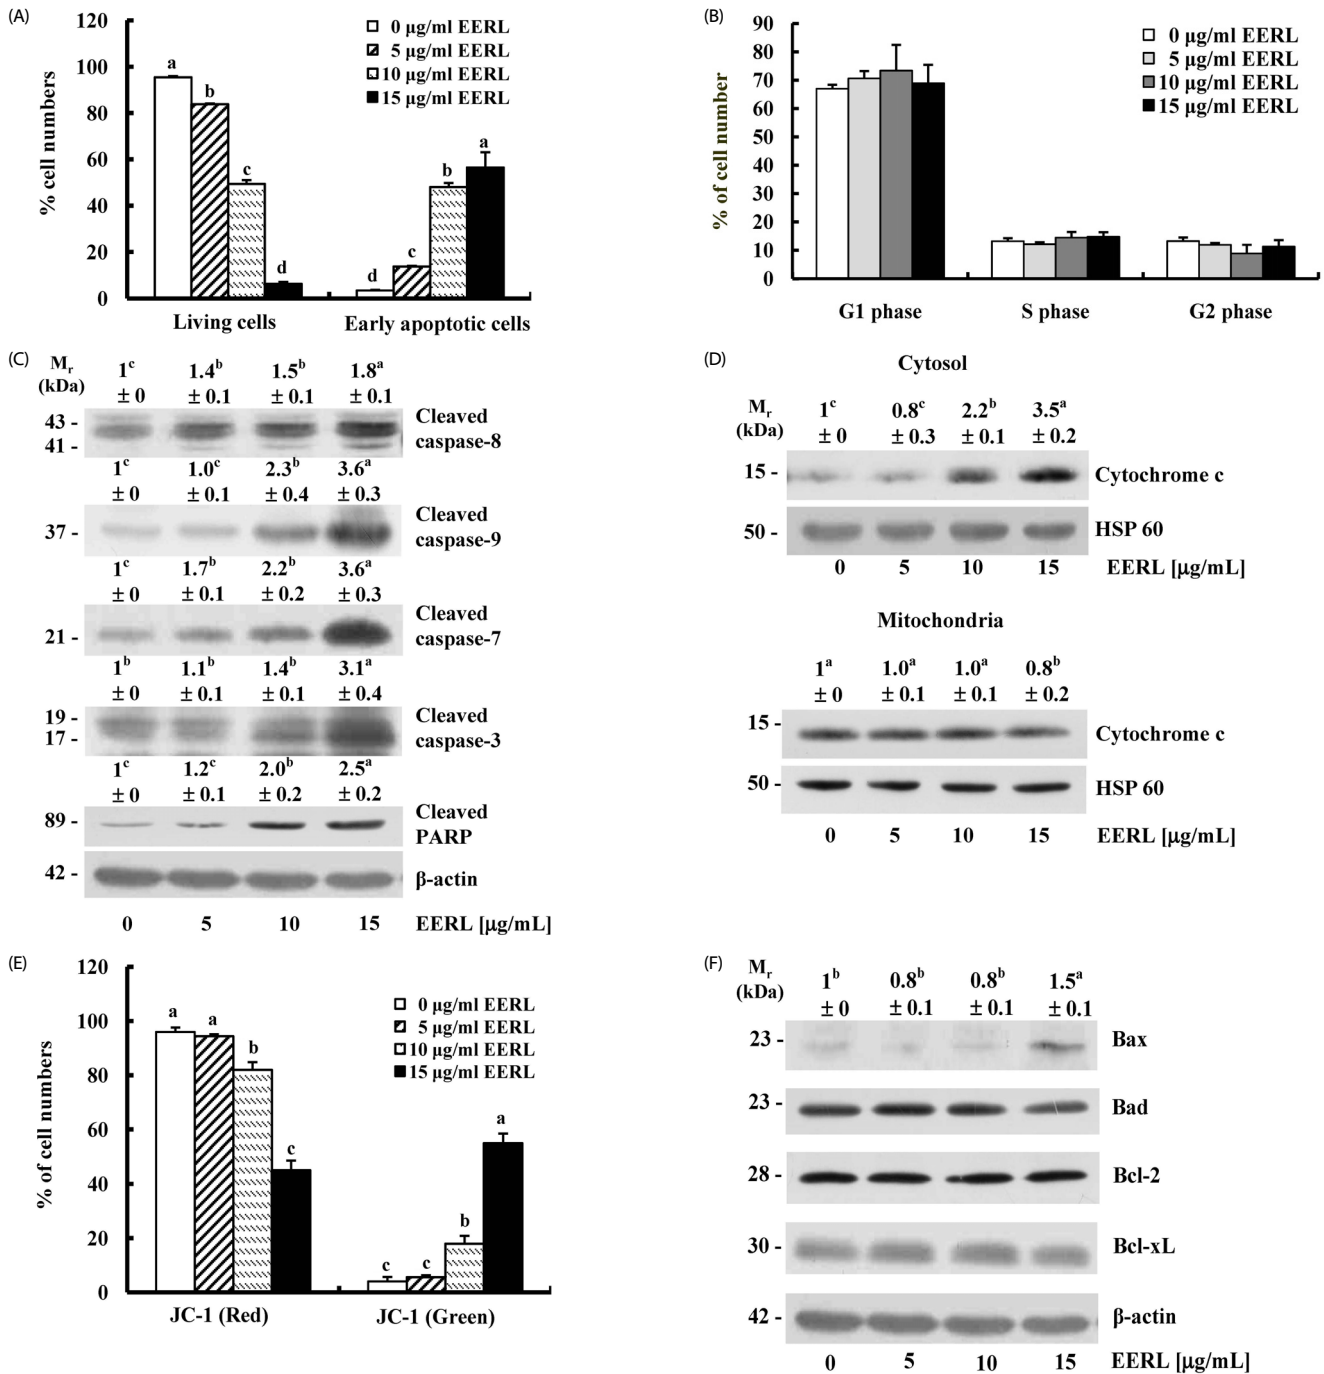 (A)
120
100
80
60
40
20
0
% cell numbers
0 μg/ml EERL
5 μg/ml EERL
10 μg/ml EERL
15 μg/ml EERL
a
b
c
d
d
c
b
a
Living cells
Early apoptotic cells
(B)
90
80
70
60
50
40
30
20
10
0
% of cell number
0 μg/ml EERL
5 μg/ml EERL
10 μg/ml EERL
15 μg/ml EERL
G1 phase
S phase
G2 phase
(C)
Mr
(kDa)
1c 1.4b 1.5b 1.8a
± 0 ± 0.1 ± 0.1 ± 0.1
43 -
41 -
Cleaved
caspase-8
1c 1.0c 2.3b 3.6a
± 0 ± 0.1 ± 0.4 ± 0.3
37 -
Cleaved
caspase-9
1c 1.7b 2.2b 3.6a
± 0 ± 0.1 ± 0.2 ± 0.3
21 -
Cleaved
caspase-7
1b 1.1b 1.4b 3.1a
± 0 ± 0.1 ± 0.1 ± 0.4
19 -
17 -
Cleaved
caspase-3
1c 1.2c 2.0b 2.5a
± 0 ± 0.1 ± 0.2 ± 0.2
89 -
Cleaved
PARP
42 -
β-actin
0 5 10 15 EERL [μg/mL]
(D)
Cytosol
Mr
(kDa)
1c 0.8c 2.2b 3.5a
± 0 ± 0.3 ± 0.1 ± 0.2
15 -
Cytochrome c
50 -
HSP 60
0 5 10 15 EERL [μg/mL]
Mitochondria
1a 1.0a 1.0a 0.8b
± 0 ± 0.1 ± 0.1 ± 0.2
15 -
Cytochrome c
50 -
HSP 60
0 5 10 15 EERL [μg/mL]
(E)
120
100
80
60
40
20
0
% of cell numbers
0 μg/ml EERL
5 μg/ml EERL
10 μg/ml EERL
15 μg/ml EERL
a
a
b
c
c
c
b
a
JC-1 (Red)
JC-1 (Green)
(F)
Mr
(kDa)
1b 0.8b 0.8b 1.5a
± 0 ± 0.1 ± 0.1 ± 0.1
23 -
Bax
23 -
Bad
28 -
Bcl-2
30 -
Bcl-xL
42 -
β-actin
0 5 10 15 EERL [μg/mL]